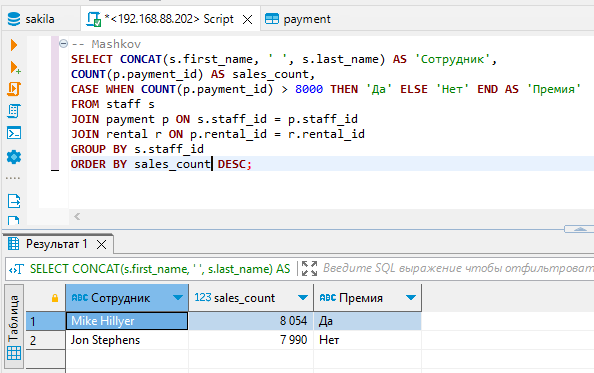 sakila
*<192.168.88.202> Script
payment
-- Mashkov
SELECT CONCAT(s.first_name, ' ', s.last_name) AS 'Сотрудник',
COUNT(p.payment_id) AS sales_count,
CASE WHEN COUNT(p.payment_id) > 8000 THEN 'Да' ELSE 'Нет' END AS 'Премия'
FROM staff s
JOIN payment p ON s.staff_id = p.staff_id
JOIN rental r ON p.rental_id = r.rental_id
GROUP BY s.staff_id
ORDER BY sales_count DESC;
Результат 1
SELECT CONCAT(s.first_name, ' ', s.last_name) AS
Введите SQL выражение чтобы отфильтроват
Таблица
ABC Сотрудник 123 sales_count ABC Премия
1 Mike Hillyer 8 054 Да
2 Jon Stephens 7 990 Нет